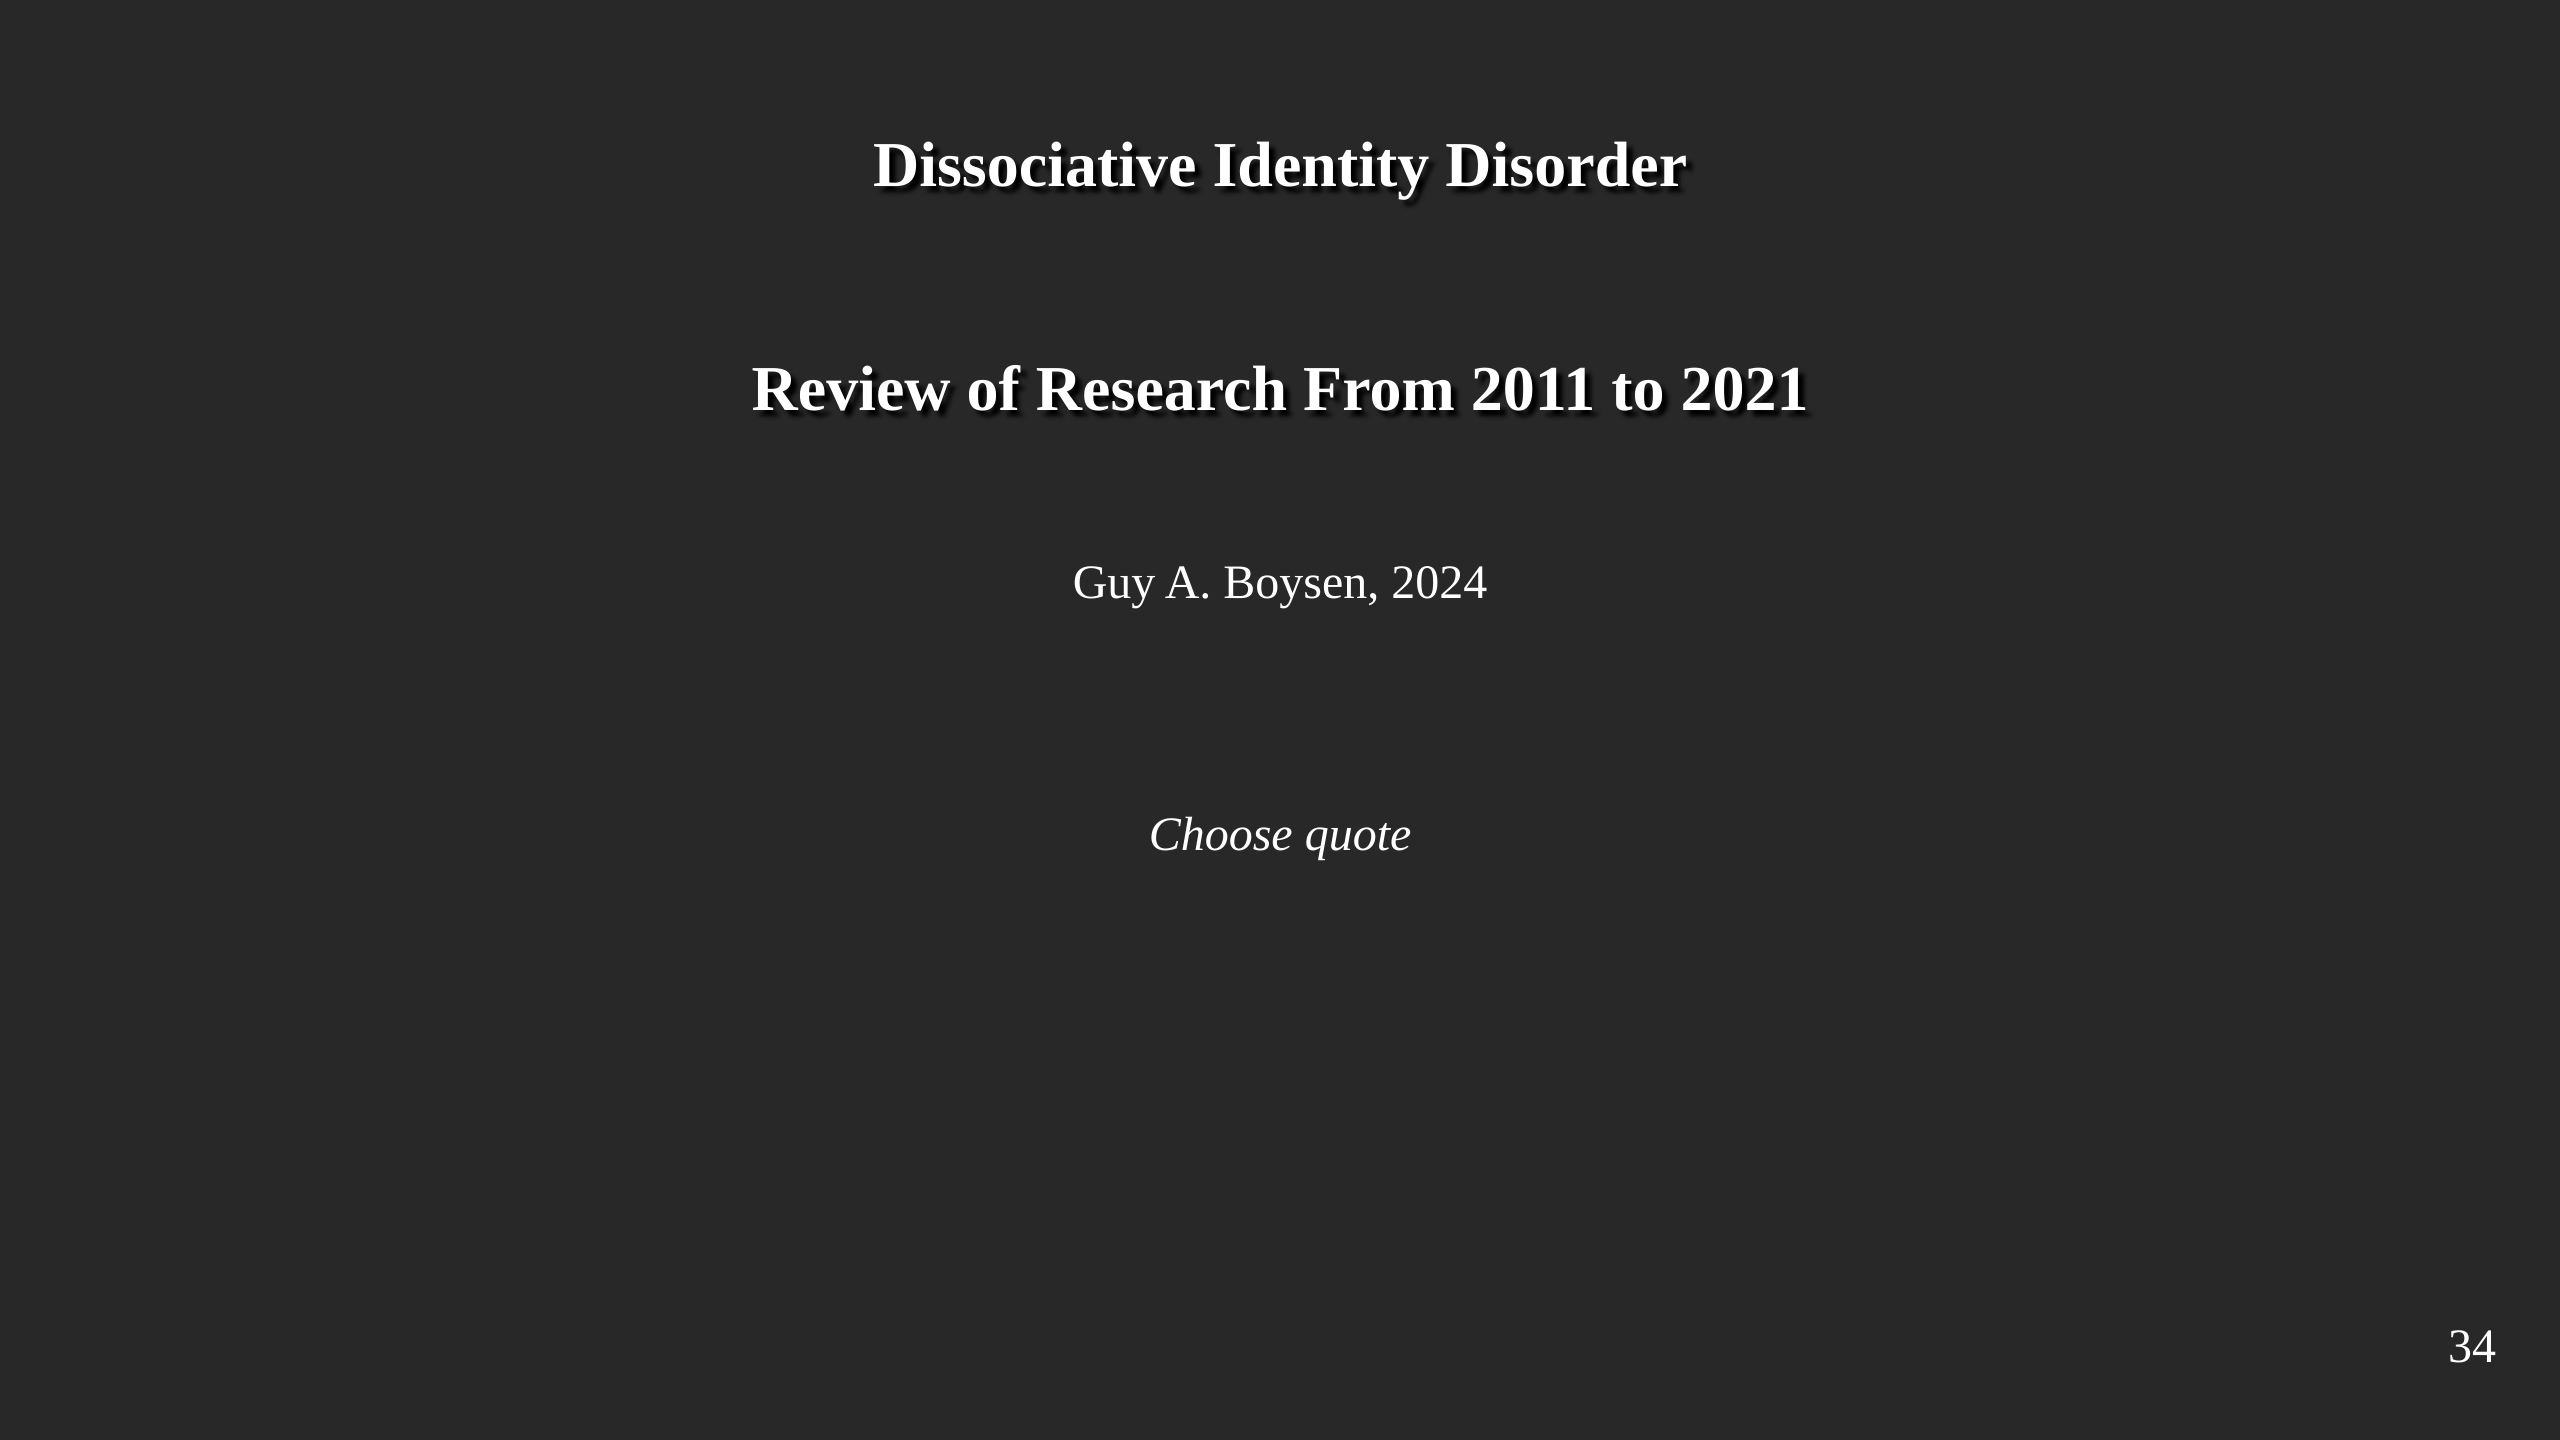 Dissociative Identity Disorder
Review of Research From 2011 to 2021
Guy A. Boysen, 2024
Choose quote
34